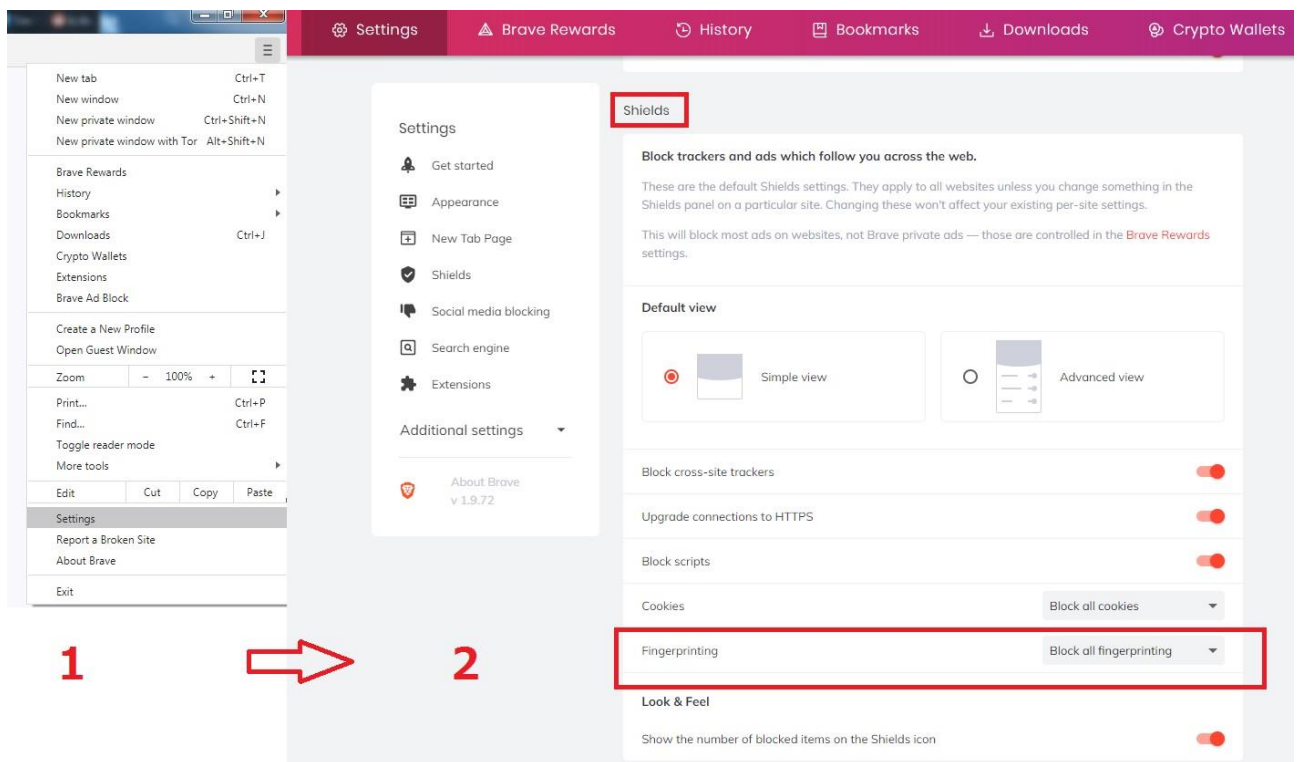 New tab Ctrl+T
New window Ctrl+N
New private window Ctrl+Shift+N
New private window with Tor Alt+Shift+N
Brave Rewards
History
Bookmarks
Downloads Ctrl+J
Crypto Wallets
Extensions
Brave Ad Block
Create a New Profile
Open Guest Window
Zoom - 100% +
Print... Ctrl+P
Find... Ctrl+F
Toggle reader mode
More tools
Edit Cut Copy Paste
Settings
Report a Broken Site
About Brave
Exit
1
Settings Brave Rewards History Bookmarks Downloads Crypto Wallets
Settings
Get started
Appearance
New Tab Page
Shields
Social media blocking
Search engine
Extensions
Additional settings
About Brave
v 1.9.72
2
Shields
Block trackers and ads which follow you across the web.
These are the default Shields settings. They apply to all websites unless you change something in the
Shields panel on a particular site. Changing these won't affect your existing per-site settings.
This will block most ads on websites, not Brave private ads — those are controlled in the Brave Rewards
settings.
Default view
Simple view Advanced view
Block cross-site trackers
Upgrade connections to HTTPS
Block scripts
Cookies Block all cookies
Fingerprinting Block all fingerprinting
Look & Feel
Show the number of blocked items on the Shields icon